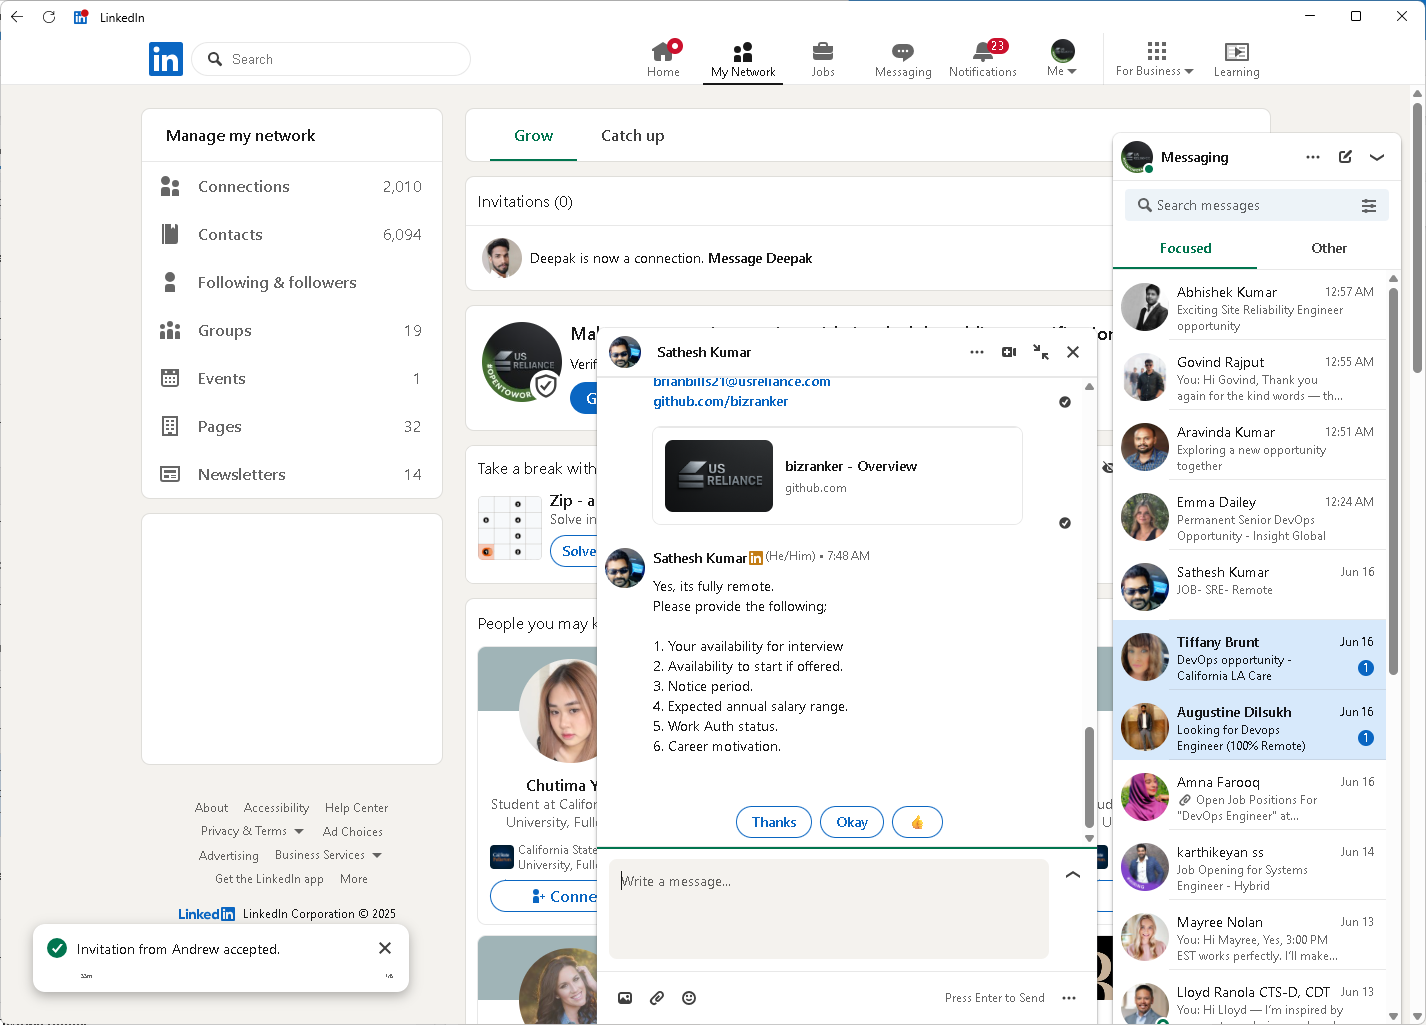 LinkedIn
in
Search
Home
My Network
Jobs
Messaging
23
Notifications
Me
For Business
Learning
Manage my network
Connections 2,010
Contacts 6,094
Following & followers
Groups 19
Events 1
Pages 32
Newsletters 14
About Accessibility Help Center
Privacy & Terms Ad Choices
Advertising Business Services
Get the LinkedIn app More
LinkedIn LinkedIn Corporation © 2025
Invitation from Andrew accepted.
Grow Catch up
Invitations (0)
Deepak is now a connection. Message Deepak
US
RELIANCE
Verif
G
Take a break with
Zip - a
Solve in
Solve
People you may k
Chutima Y
Student at Califor
University, Fulle
California State
University, Fulle
Conne
Sathesh Kumar
brianbills21@usreliance.com
github.com/bizranker
US
RELIANCE
bizranker - Overview
github.com
Sathesh Kumar in (He/Him) • 7:48 AM
Yes, its fully remote.
Please provide the following;
1. Your availability for interview
2. Availability to start if offered.
3. Notice period.
4. Expected annual salary range.
5. Work Auth status.
6. Career motivation.
Thanks Okay 👍
Write a message...
Press Enter to Send
Messaging
Search messages
Focused Other
Abhishek Kumar 12:57 AM
Exciting Site Reliability Engineer
opportunity
Govind Rajput 12:55 AM
You: Hi Govind, Thank you
again for the kind words — th...
Aravinda Kumar 12:51 AM
Exploring a new opportunity
together
Emma Dailey 12:24 AM
Permanent Senior DevOps
Opportunity - Insight Global
Sathesh Kumar Jun 16
JOB- SRE- Remote
Tiffany Brunt Jun 16
DevOps opportunity -
California LA Care 1
Augustine Dilsukh Jun 16
Looking for Devops
Engineer (100% Remote) 1
Amna Farooq Jun 16
Open Job Positions For
"DevOps Engineer" at...
karthikeyan ss Jun 14
Job Opening for Systems
Engineer - Hybrid
Mayree Nolan Jun 13
You: Hi Mayree, Yes, 3:00 PM
EST works perfectly. I'll make...
Lloyd Ranola CTS-D, CDT Jun 13
You: Hi Lloyd — I'm inspired by